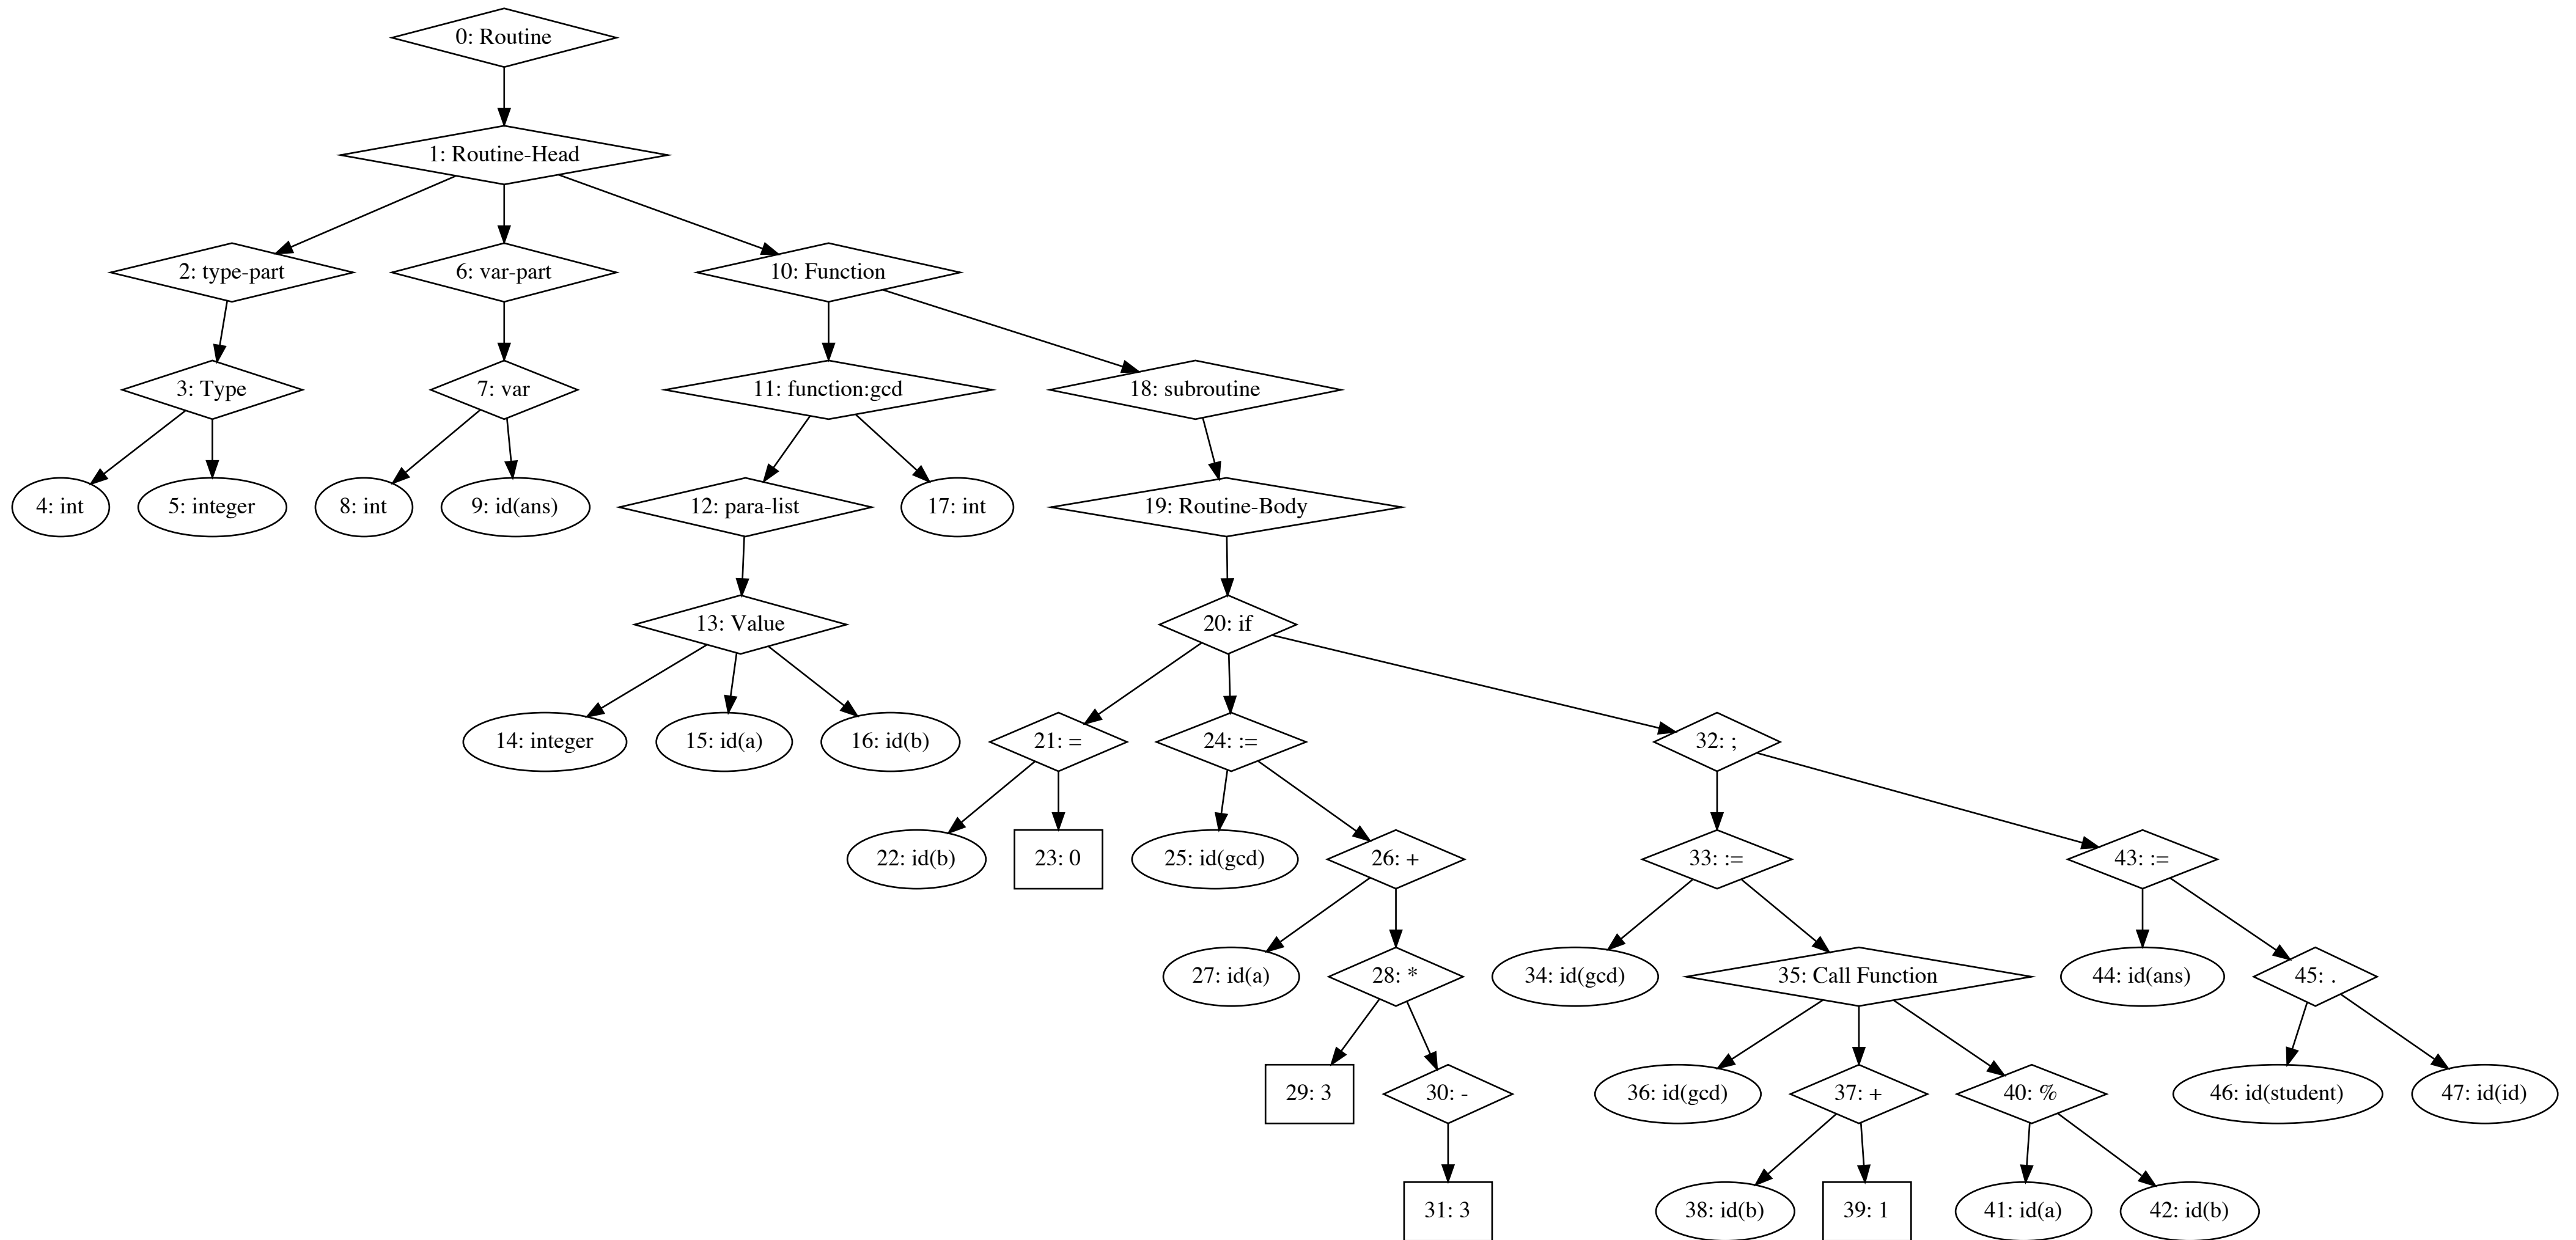 0: Routine
1: Routine-Head
2: type-part
6: var-part
10: Function
3: Type
7: var
11: function:gcd
18: subroutine
4: int
5: integer
8: int
9: id(ans)
12: para-list
17: int
19: Routine-Body
13: Value
20: if
14: integer
15: id(a)
16: id(b)
21: =
24: :=
32: ;
22: id(b)
23: 0
25: id(gcd)
26: +
33: :=
43: :=
27: id(a)
28: *
34: id(gcd)
35: Call Function
44: id(ans)
45: .
29: 3
30: -
36: id(gcd)
37: +
40: %
46: id(student)
47: id(id)
31: 3
38: id(b)
39: 1
41: id(a)
42: id(b)